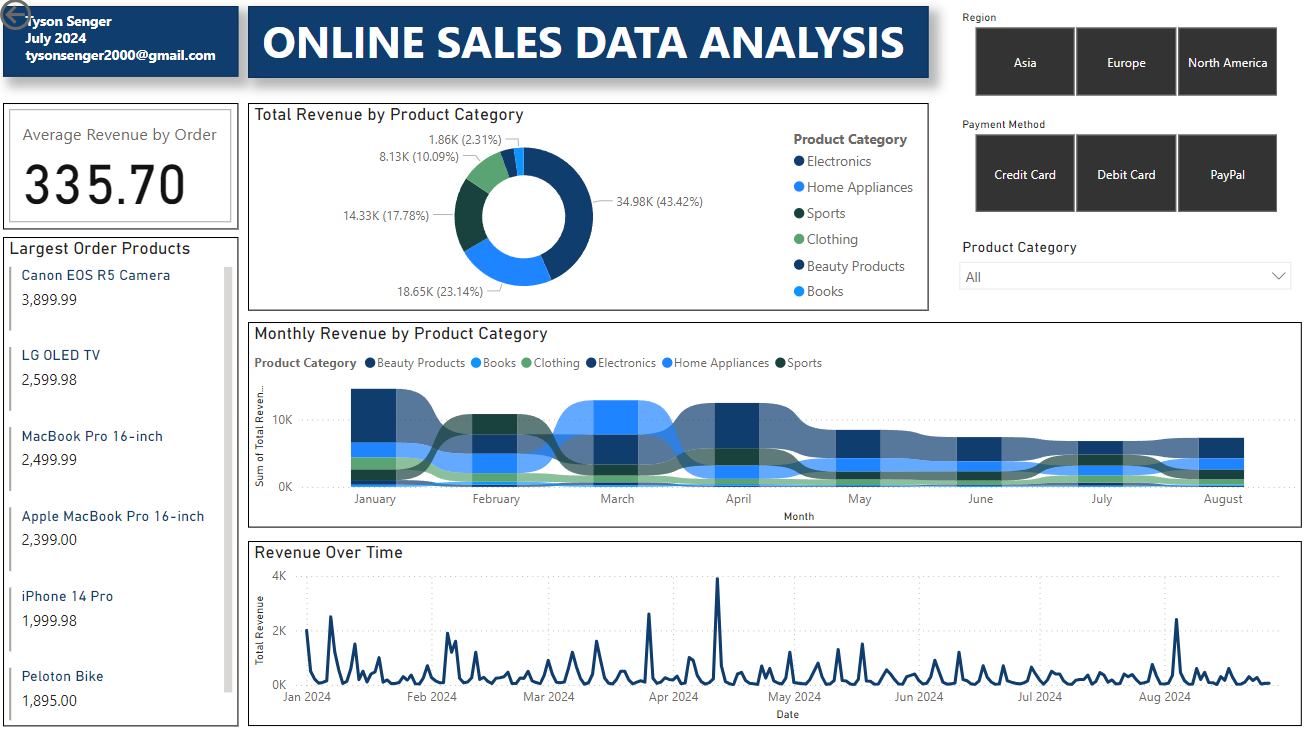 Tyson Senger
July 2024
tysonsenger2000@gmail.com
ONLINE SALES DATA ANALYSIS
Region
Asia
Europe
North America
Payment Method
Credit Card
Debit Card
PayPal
Product Category
All
Average Revenue by Order
335.70
Largest Order Products
Canon EOS R5 Camera
3,899.99
LG OLED TV
2,599.98
MacBook Pro 16-inch
2,499.99
Apple MacBook Pro 16-inch
2,399.00
iPhone 14 Pro
1,999.98
Peloton Bike
1,895.00
Total Revenue by Product Category
1.86K (2.31%)
8.13K (10.09%)
14.33K (17.78%)
18.65K (23.14%)
34.98K (43.42%)
Product Category
Electronics
Home Appliances
Sports
Clothing
Beauty Products
Books
Monthly Revenue by Product Category
Product Category Beauty Products Books Clothing Electronics Home Appliances Sports
Sum of Total Reven...
10K
0K
January February March April May June July August
Month
Revenue Over Time
Total Revenue
4K
2K
0K
Jan 2024 Feb 2024 Mar 2024 Apr 2024 May 2024 Jun 2024 Jul 2024 Aug 2024
Date